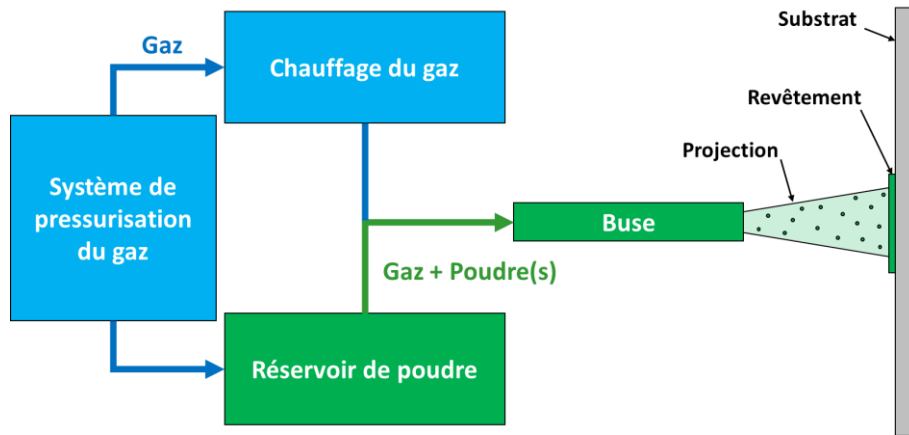 Gaz
Chauffage du gaz
Substrat
Revêtement
Projection
Système de
pressurisation
du gaz
Buse
Gaz + Poudre(s)
Réservoir de poudre